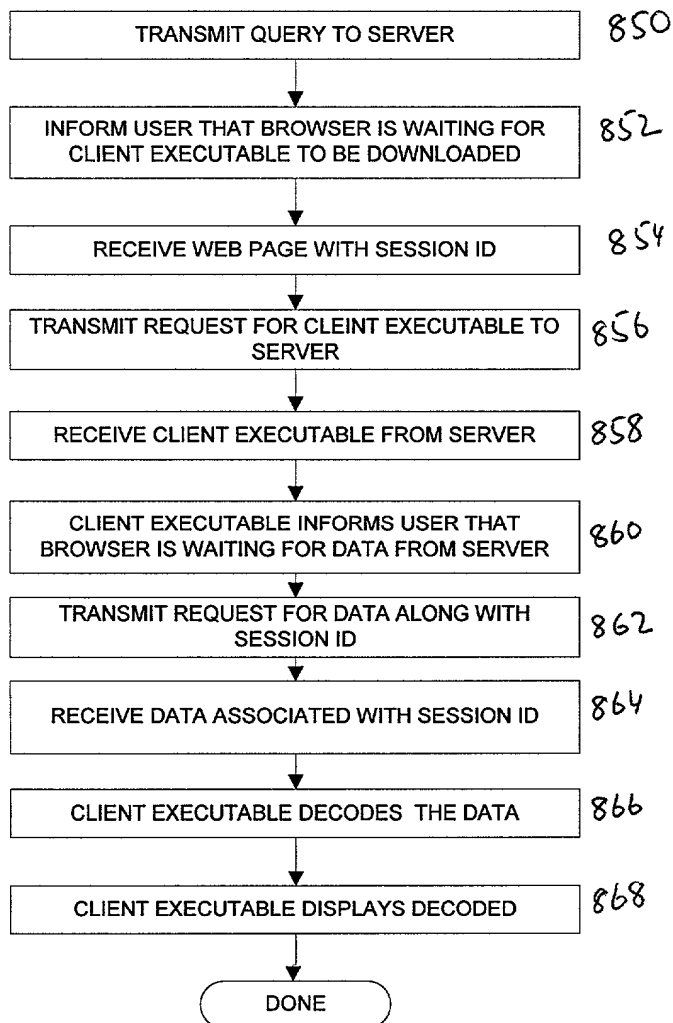 TRANSMIT QUERY TO SERVER 850
INFORM USER THAT BROWSER IS WAITING FOR 852
CLIENT EXECUTABLE TO BE DOWNLOADED
RECEIVE WEB PAGE WITH SESSION ID 854
TRANSMIT REQUEST FOR CLEINT EXECUTABLE TO 856
SERVER
RECEIVE CLIENT EXECUTABLE FROM SERVER 858
CLIENT EXECUTABLE INFORMS USER THAT 860
BROWSER IS WAITING FOR DATA FROM SERVER
TRANSMIT REQUEST FOR DATA ALONG WITH 862
SESSION ID
RECEIVE DATA ASSOCIATED WITH SESSION ID 864
CLIENT EXECUTABLE DECODES THE DATA 866
CLIENT EXECUTABLE DISPLAYS DECODED 868
DONE